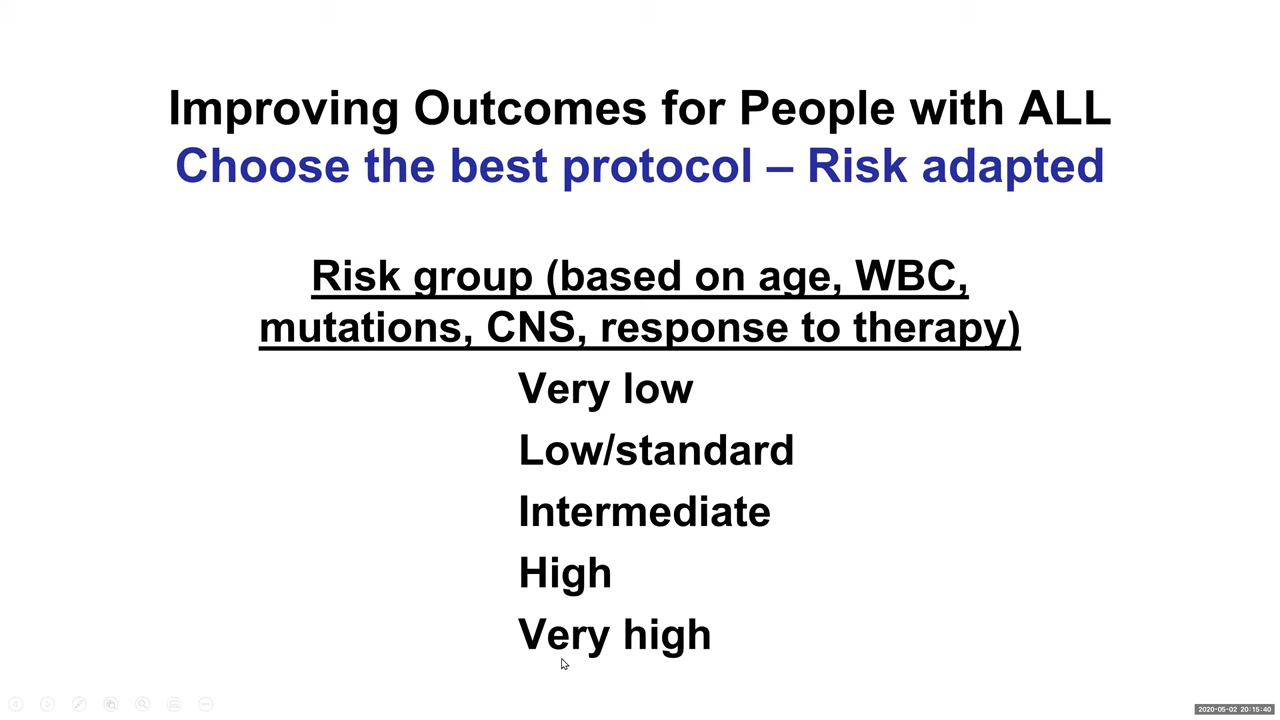 Improving Outcomes for People with ALL
Choose the best protocol – Risk adapted
Risk group (based on age, WBC,
mutations, CNS, response to therapy)
Very low
Low/standard
Intermediate
High
Very high
2020-05-02 20:15:40